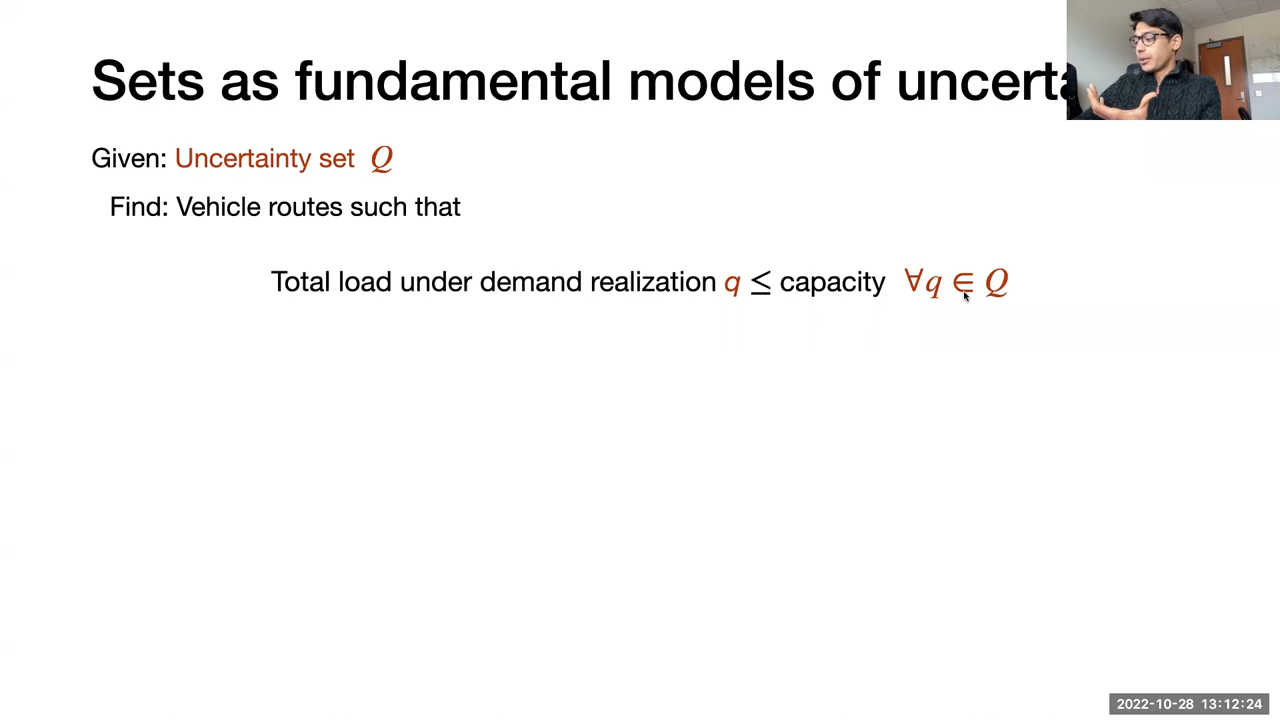 Sets as fundamental models of
Given: Uncertainty set Q
Find: Vehicle routes such that
Total load under demand realization q ≤ capacity ∀q ∈ Q
2022-10-28 13:12:24